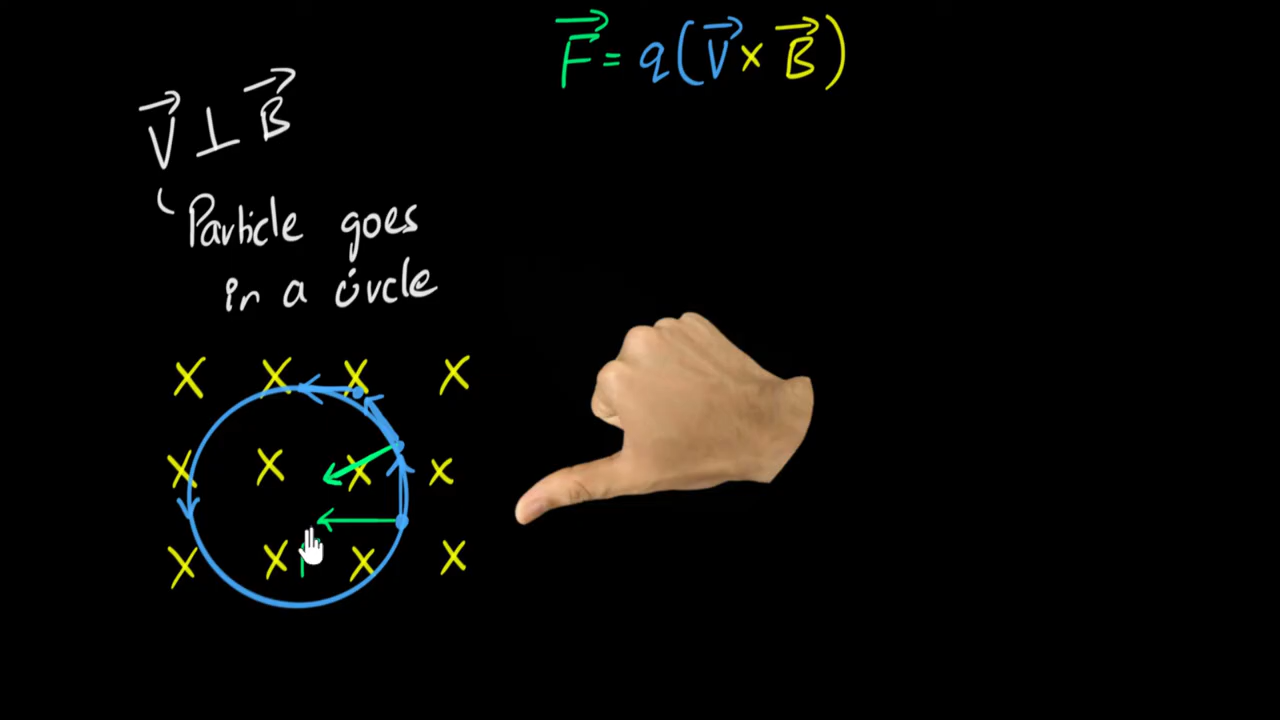 F = q(V × B)
V ⊥ B
Particle goes
in a circle
X X X X
X X X X
X X X X